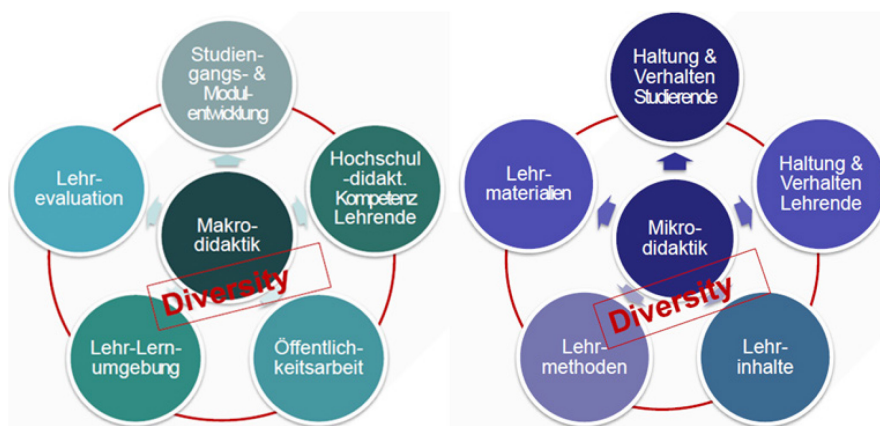 Studien-
gangs- &
Modul-
entwicklung
Hochschul
-didakt.
Kompetenz
Lehrende
Öffentlich-
keitsarbeit
Lehr-Lern-
umgebung
Lehr-
evaluation
Makro-
didaktik
Diversity
Haltung &
Verhalten
Studierende
Haltung &
Verhalten
Lehrende
Lehr-
inhalte
Lehr-
methoden
Lehr-
materialien
Mikro-
didaktik
Diversity